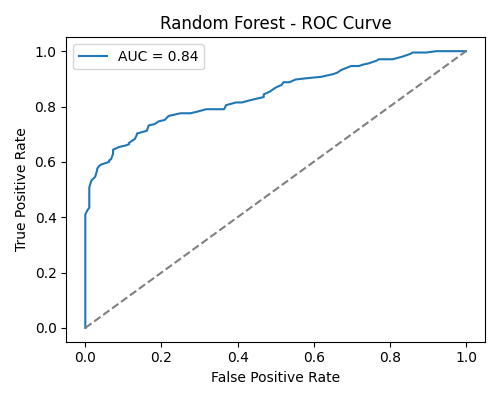 Random Forest - ROC Curve
AUC = 0.84
True Positive Rate
1.0
0.8
0.6
0.4
0.2
0.0
0.0 0.2 0.4 0.6 0.8 1.0
False Positive Rate